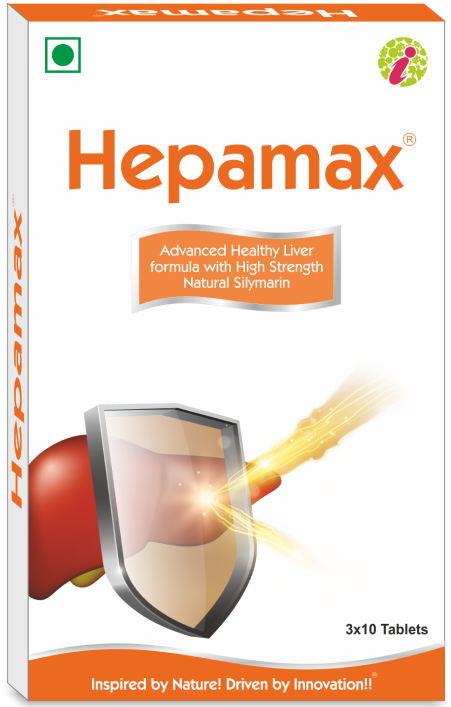 Hepamax
i
Hepamax®
Advanced Healthy Liver
formula with High Strength
Natural Silymarin
Hepamax®
3x10 Tablets
Inspired by Nature! Driven by Innovation!!®